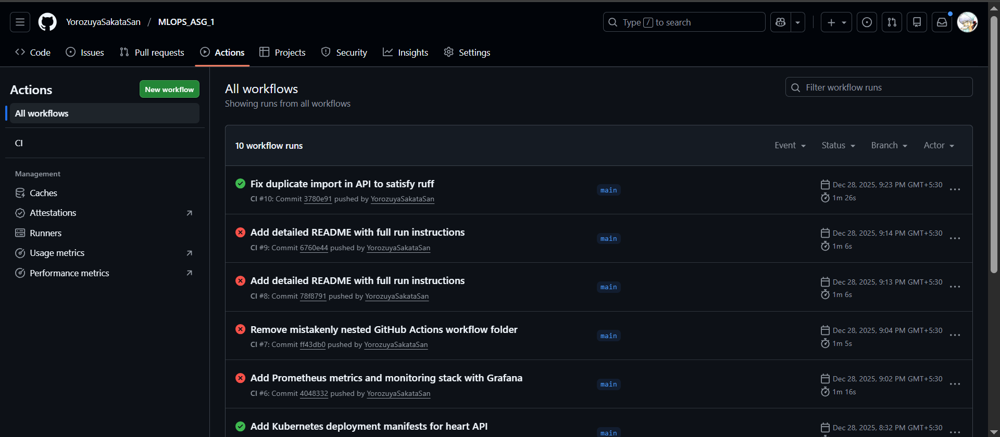 YorozuyaSakataSan / MLOPS_ASG_1
Type / to search
Code
Issues
Pull requests
Actions
Projects
Security
Insights
Settings
Actions
New workflow
All workflows
CI
Management
Caches
Attestations
Runners
Usage metrics
Performance metrics
All workflows
Showing runs from all workflows
Filter workflow runs
10 workflow runs
Event
Status
Branch
Actor
Fix duplicate import in API to satisfy ruff
CI #10: Commit 3780e91 pushed by YorozuyaSakataSan
main
Dec 28, 2025, 9:23 PM GMT+5:30
1m 26s
Add detailed README with full run instructions
CI #9: Commit 6760e44 pushed by YorozuyaSakataSan
main
Dec 28, 2025, 9:14 PM GMT+5:30
1m 6s
Add detailed README with full run instructions
CI #8: Commit 78f8791 pushed by YorozuyaSakataSan
main
Dec 28, 2025, 9:13 PM GMT+5:30
1m 6s
Remove mistakenly nested GitHub Actions workflow folder
CI #7: Commit ff43db0 pushed by YorozuyaSakataSan
main
Dec 28, 2025, 9:04 PM GMT+5:30
1m 5s
Add Prometheus metrics and monitoring stack with Grafana
CI #6: Commit 4048332 pushed by YorozuyaSakataSan
main
Dec 28, 2025, 9:02 PM GMT+5:30
1m 16s
Add Kubernetes deployment manifests for heart API
main
Dec 28, 2025, 8:32 PM GMT+5:30